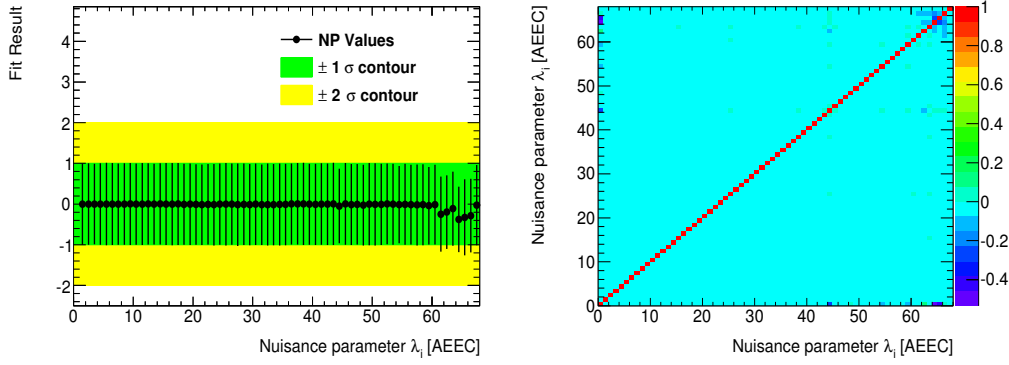 Fit Result
4
3
2
1
0
-1
-2
0 10 20 30 40 50 60
Nuisance parameter λi [AEEC]
NP Values
± 1 σ contour
± 2 σ contour
Nuisance parameter λi [AEEC]
60
50
40
30
20
10
0
0 10 20 30 40 50 60
Nuisance parameter λi [AEEC]
1
0.8
0.6
0.4
0.2
0
-0.2
-0.4